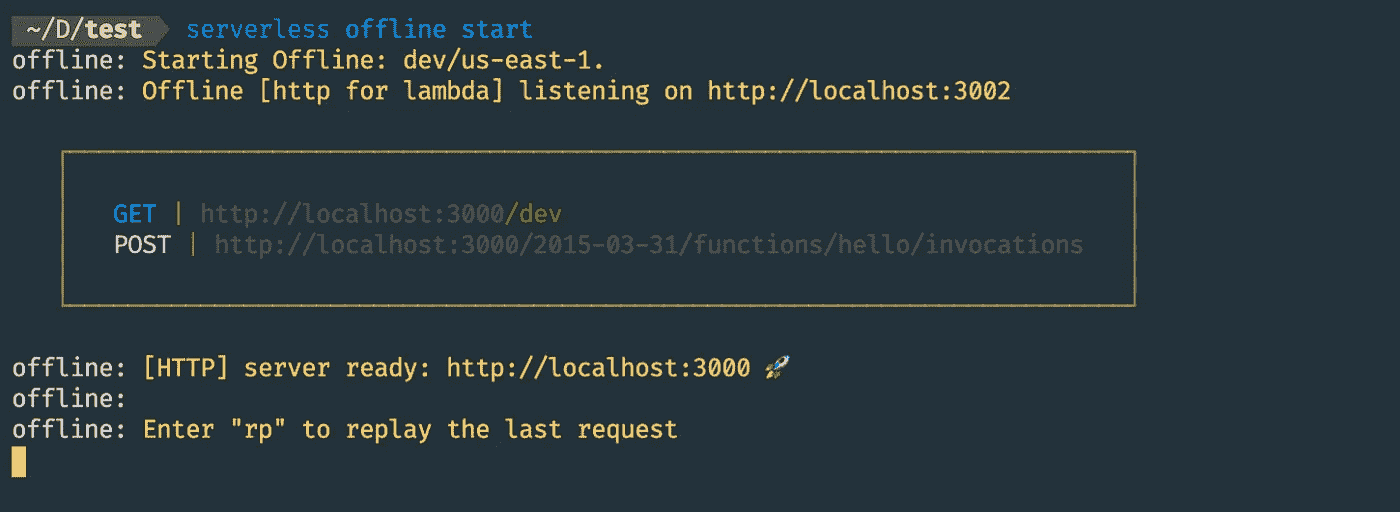 ~/D/test serverless offline start
offline: Starting Offline: dev/us-east-1.
offline: Offline [http for lambda] listening on http://localhost:3002
GET | http://localhost:3000/dev
POST | http://localhost:3000/2015-03-31/functions/hello/invocations
offline: [HTTP] server ready: http://localhost:3000 🚀
offline:
offline: Enter "rp" to replay the last request